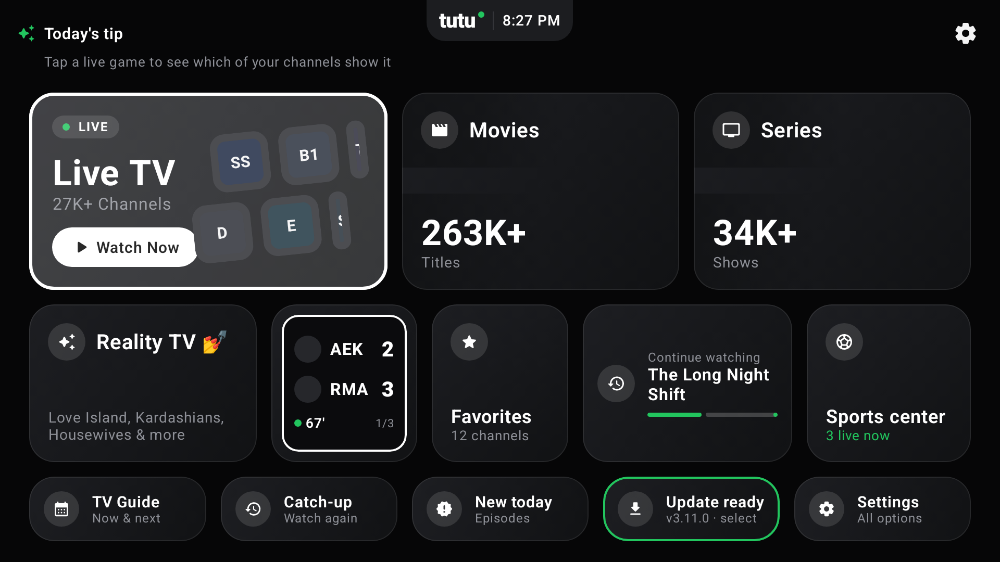 Today's tip
tutu
8:27 PM
Tap a live game to see which of your channels show it
LIVE
Live TV
27K+ Channels
Watch Now
SS
B1
D
E
Movies
263K+
Titles
Series
34K+
Shows
Reality TV 💅
Love Island, Kardashians,
Housewives & more
AEK 2
RMA 3
67' 1/3
Favorites
12 channels
Continue watching
The Long Night
Shift
Sports center
3 live now
TV Guide
Now & next
Catch-up
Watch again
New today
Episodes
Update ready
v3.11.0 · select
Settings
All options